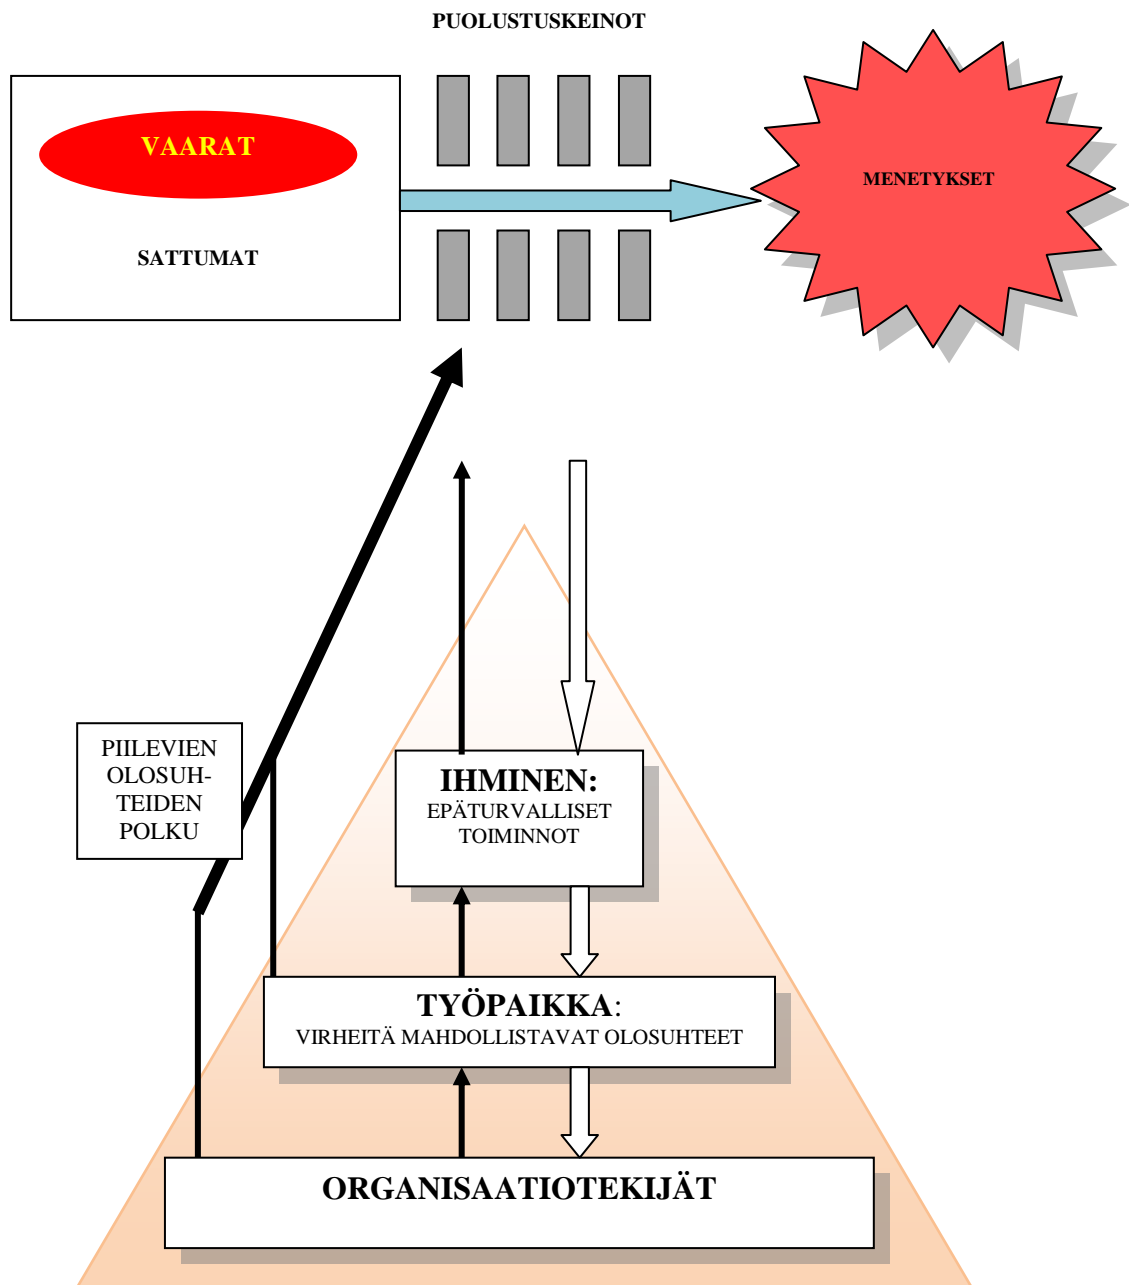 PUOLUSTUSKEINOT
VAARAT
SATTUMAT
MENETYKSET
PIILEVIEN
OLOSUH-
TEIDEN
POLKU
IHMINEN:
EPÄTURVALLISET
TOIMINNOT
TYÖPAIKKA:
VIRHEITÄ MAHDOLLISTAVAT OLOSUHTEET
ORGANISAATIOTEKIJÄT